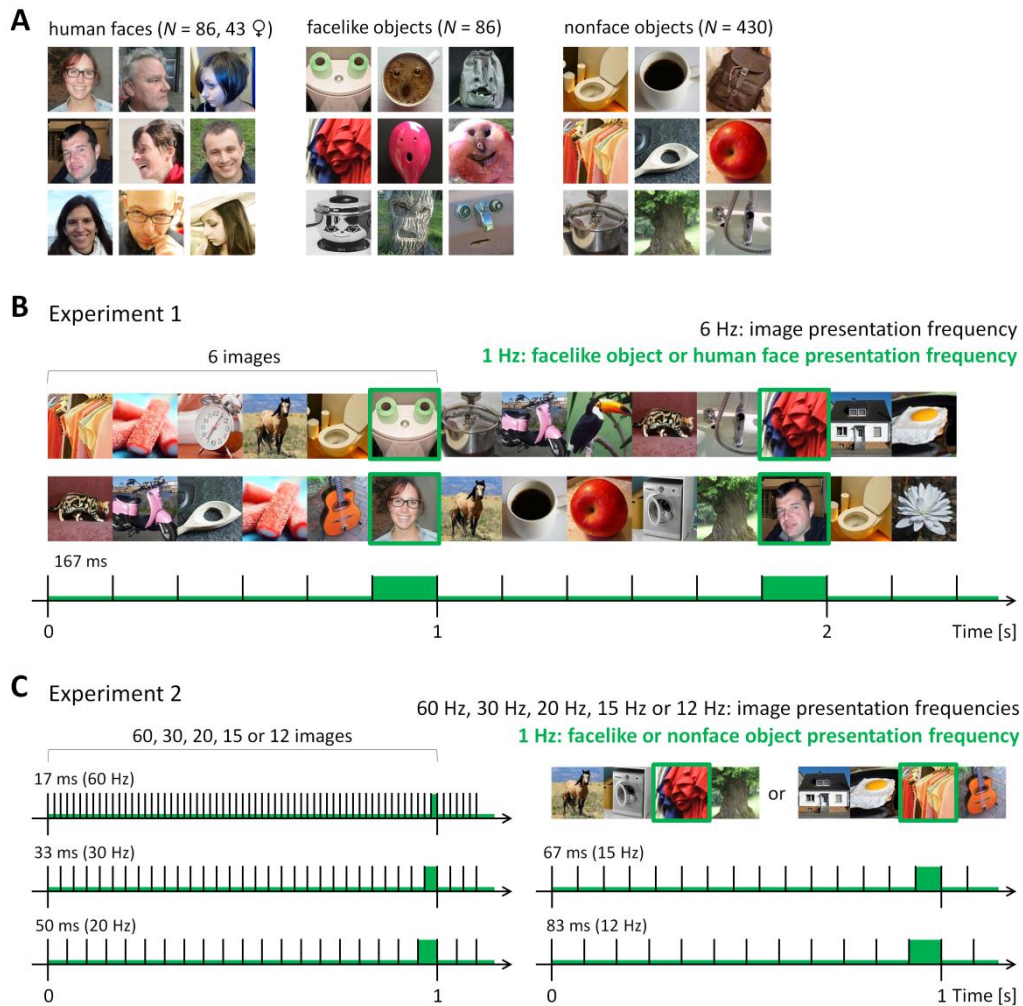 A
human faces (N = 86, 43 ♀)
facelike objects (N = 86)
nonface objects (N = 430)
B
Experiment 1
6 Hz: image presentation frequency
1 Hz: facelike object or human face presentation frequency
6 images
167 ms
0
1
2
Time [s]
C
Experiment 2
60 Hz, 30 Hz, 20 Hz, 15 Hz or 12 Hz: image presentation frequencies
1 Hz: facelike or nonface object presentation frequency
60, 30, 20, 15 or 12 images
17 ms (60 Hz)
or
33 ms (30 Hz)
67 ms (15 Hz)
50 ms (20 Hz)
83 ms (12 Hz)
0
1
0
1 Time [s]